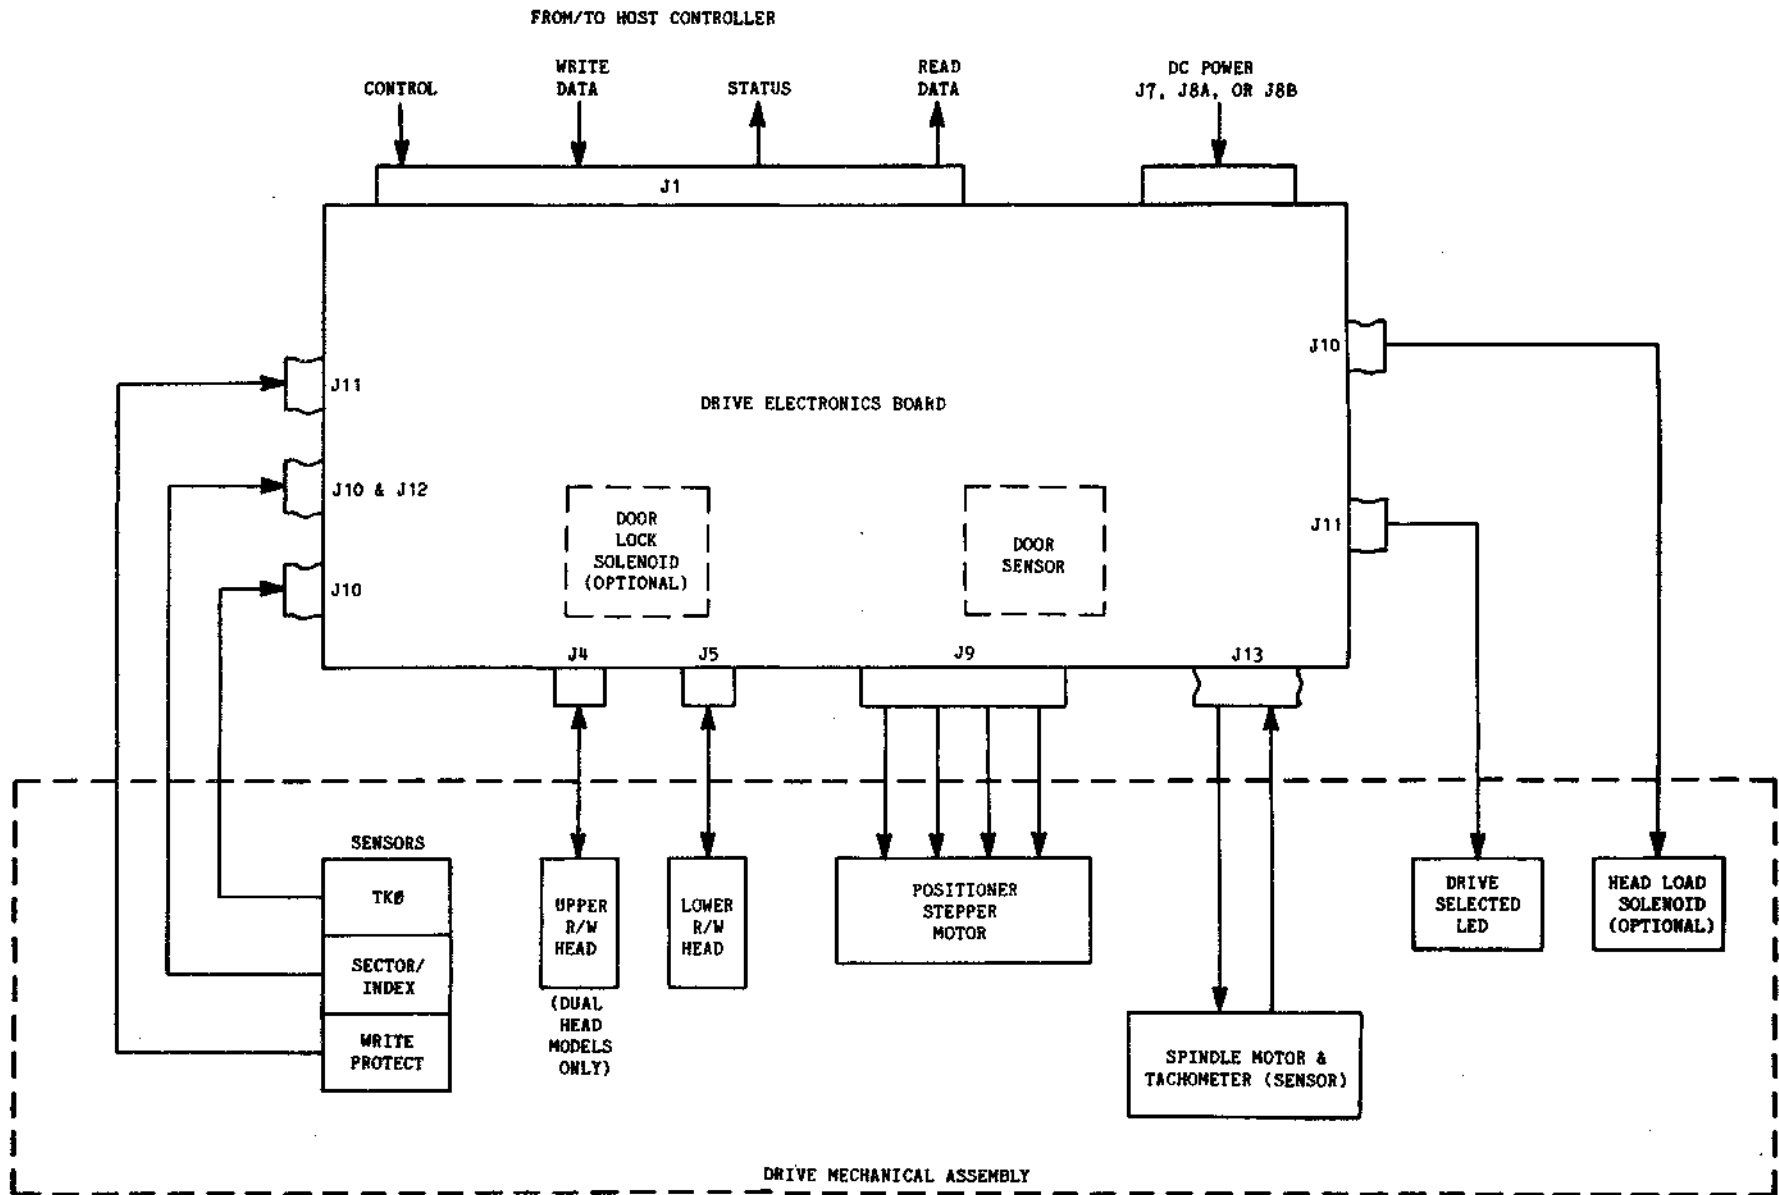 FROM/TO HOST CONTROLLER
CONTROL
WRITE
DATA
STATUS
READ
DATA
DC POWER
J7, J8A, OR J8B
J1
J10
J11
DRIVE ELECTRONICS BOARD
J10 & J12
J11
DOOR
LOCK
SOLENOID
(OPTIONAL)
DOOR
SENSOR
J10
J4
J5
J9
J13
SENSORS
TKØ
SECTOR/
INDEX
WRITE
PROTECT
UPPER
R/W
HEAD
(DUAL
HEAD
MODELS
ONLY)
LOWER
R/W
HEAD
POSITIONER
STEPPER
MOTOR
SPINDLE MOTOR &
TACHOMETER (SENSOR)
DRIVE
SELECTED
LED
HEAD LOAD
SOLENOID
(OPTIONAL)
DRIVE MECHANICAL ASSEMBLY